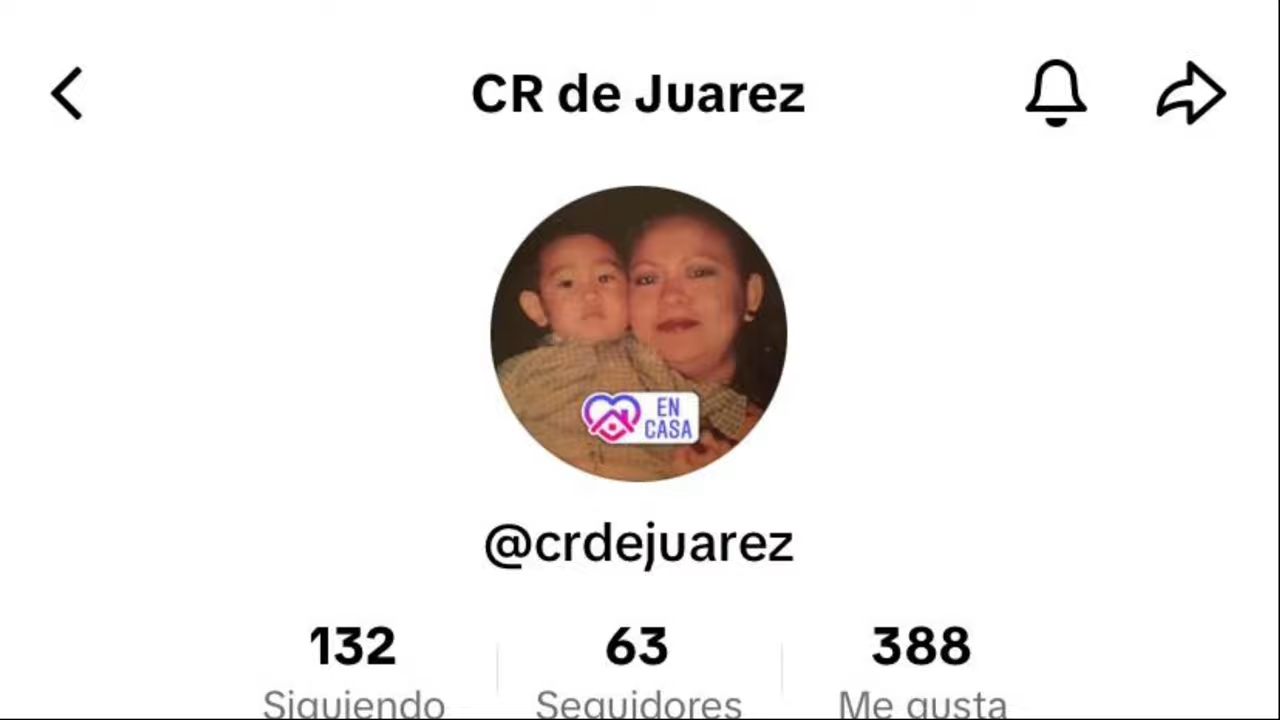 CR de Juarez
EN
CASA
@crdejuarez
132 63 388
Siguiendo Seguidores Me gusta